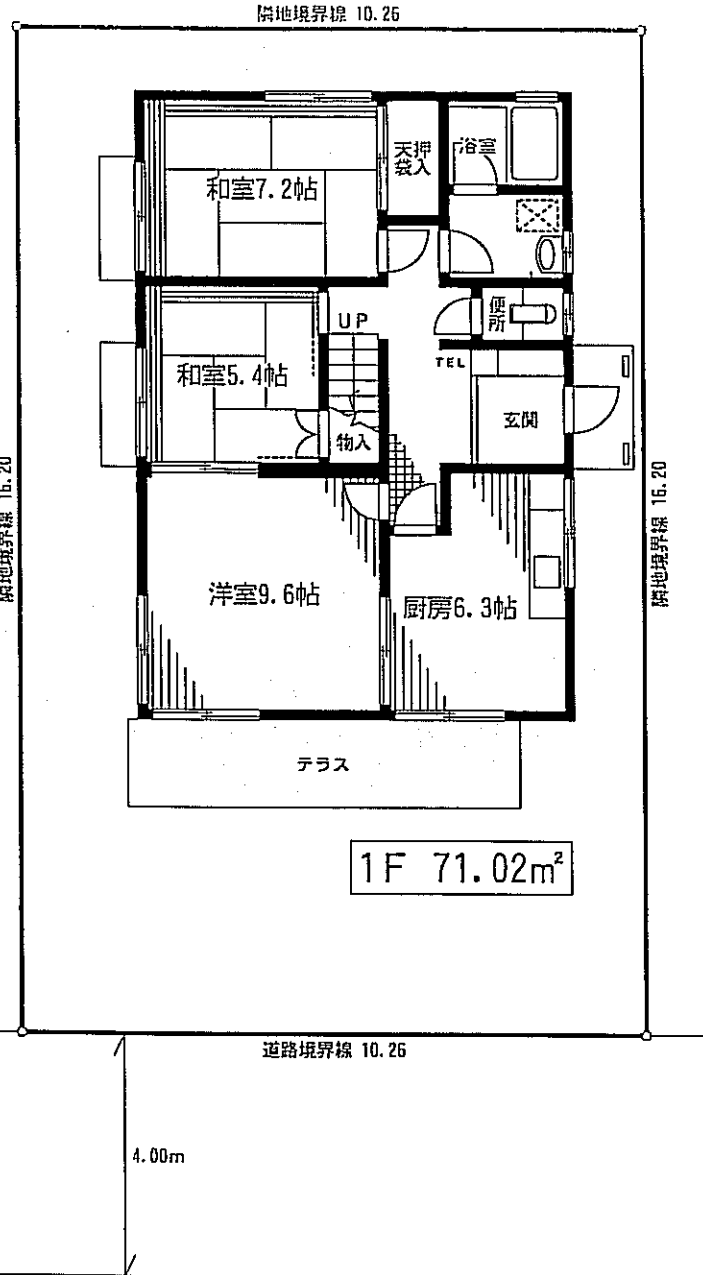 隣地境界線 10.26
天袋
押入
浴室
和室7.2帖
便所
UP
TEL
和室5.4帖
玄関
物入
隣地境界線 16.20
隣地境界線 16.20
洋室9.6帖
厨房6.3帖
テラス
1F 71.02m²
道路境界線 10.26
4.00m